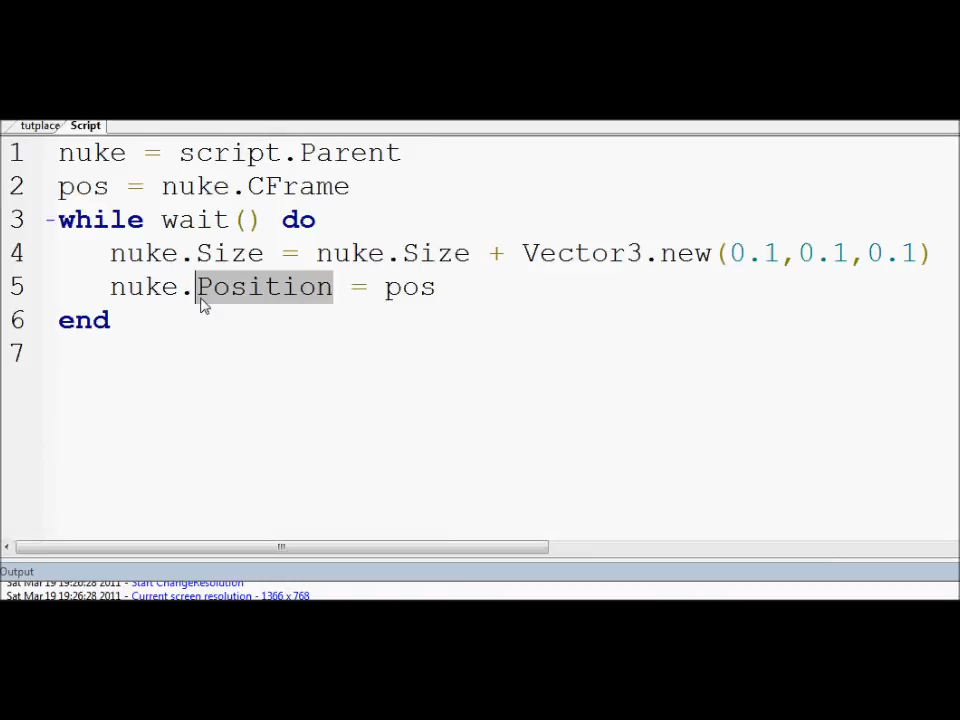 tutplace Script
1 nuke = script.Parent
2 pos = nuke.CFrame
3 -while wait() do
4 nuke.Size = nuke.Size + Vector3.new(0.1,0.1,0.1)
5 nuke.Position = pos
6 end
7
Output
Sat Mar 19 19:26:28 2011 - Start ChangeResolution
Sat Mar 19 19:26:28 2011 - Current screen resolution - 1366 x 768